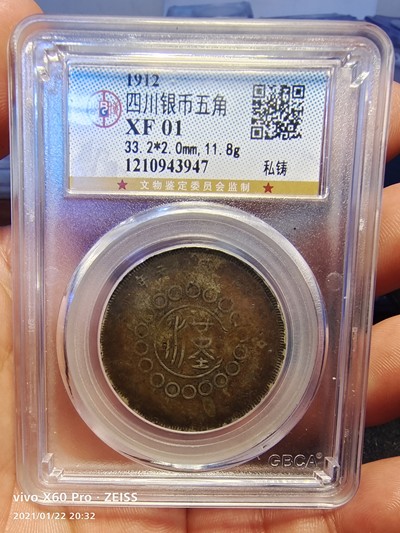 1912
四川银币五角
XF 01
33.2*2.0mm,11.8g
1210943947
私铸
★ 文物鉴定委员会监制 ★
漢
GBCA
vivo X60 Pro · ZEISS
2021/01/22 20:32